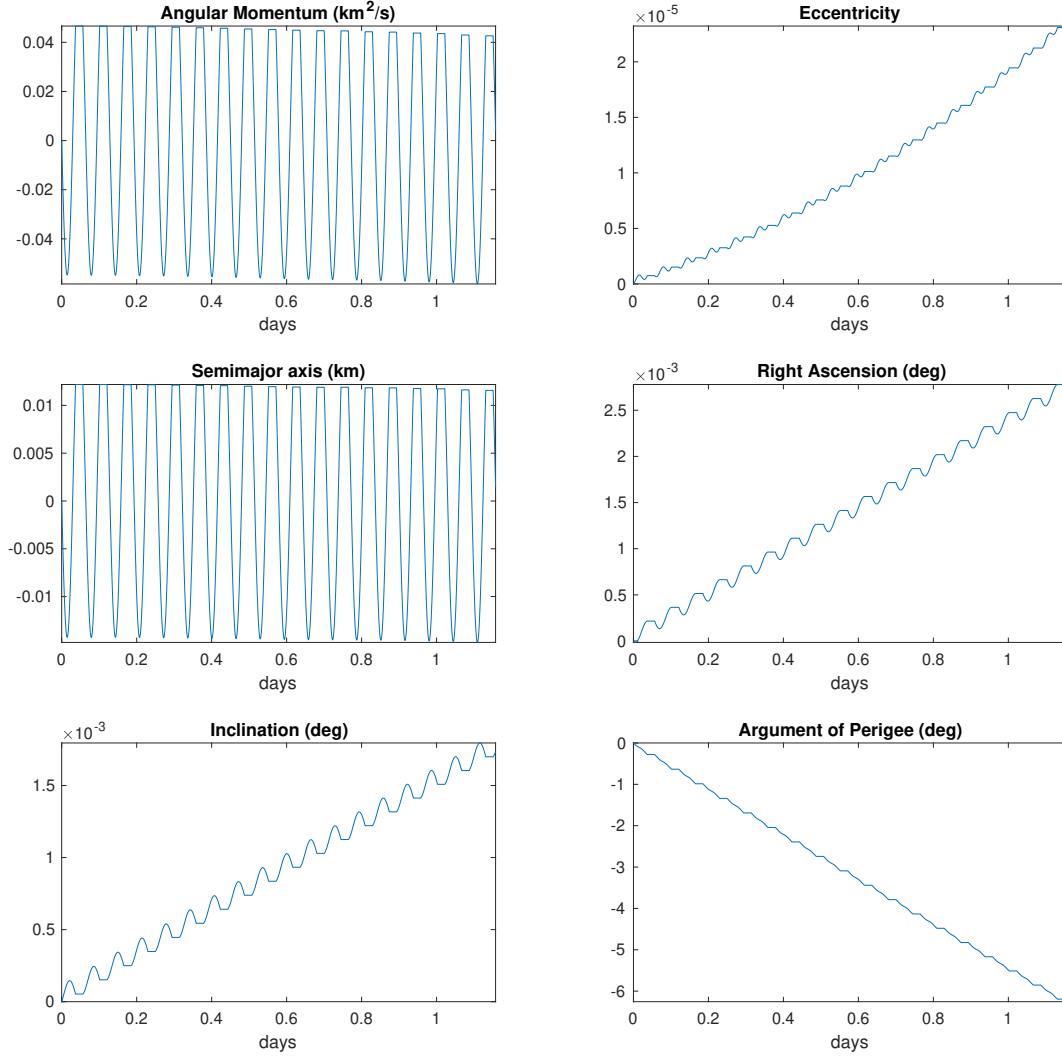 Angular Momentum (km²/s)
0.04
0.02
0
-0.02
-0.04
0 0.2 0.4 0.6 0.8 1
days
Eccentricity
×10⁻⁵
2
1.5
1
0.5
0
0 0.2 0.4 0.6 0.8 1
days
Semimajor axis (km)
0.01
0.005
0
-0.005
-0.01
0 0.2 0.4 0.6 0.8 1
days
Right Ascension (deg)
×10⁻³
2.5
2
1.5
1
0.5
0
0 0.2 0.4 0.6 0.8 1
days
Inclination (deg)
×10⁻³
1.5
1
0.5
0
0 0.2 0.4 0.6 0.8 1
days
Argument of Perigee (deg)
0
-1
-2
-3
-4
-5
-6
0 0.2 0.4 0.6 0.8 1
days